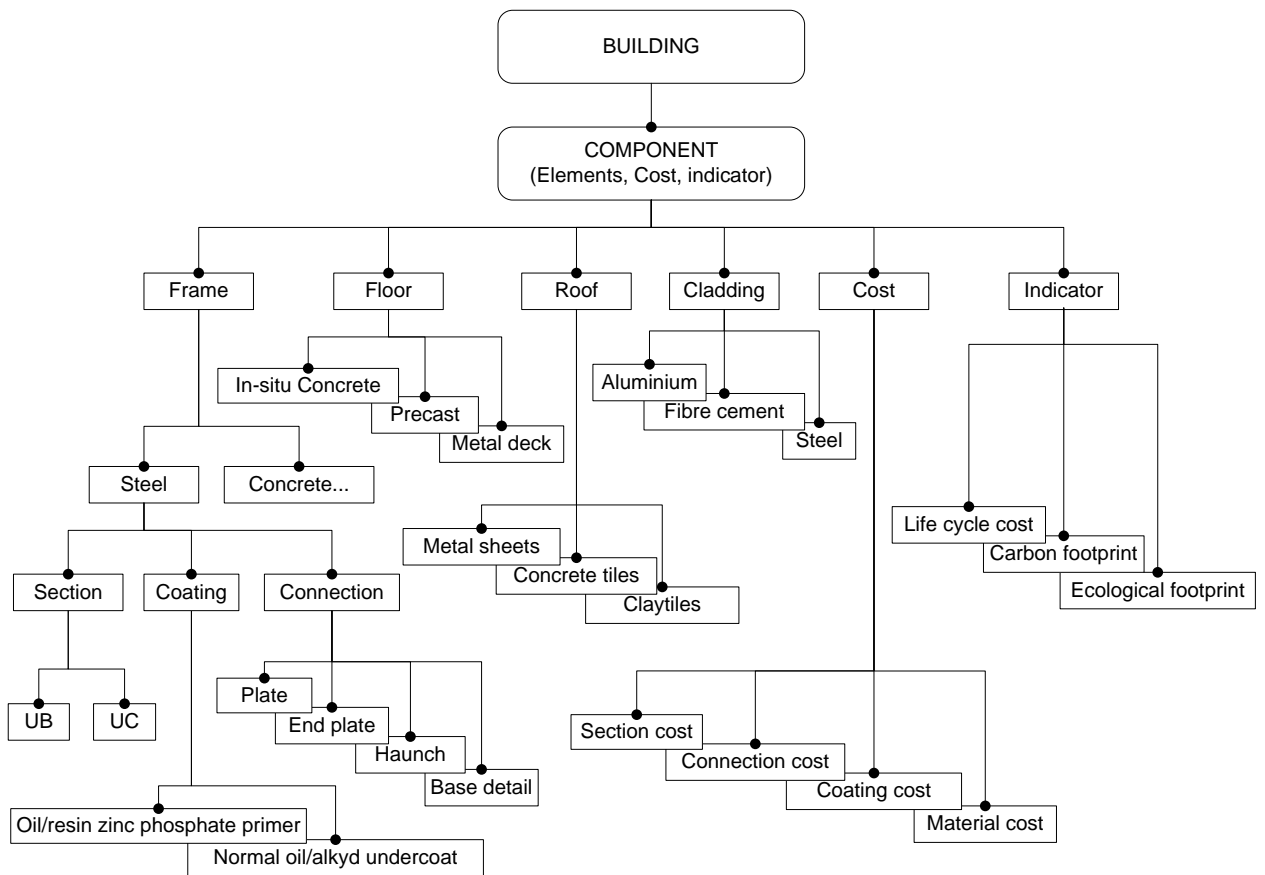 BUILDING
COMPONENT
(Elements, Cost, indicator)
Frame
Floor
Roof
Cladding
Cost
Indicator
In-situ Concrete
Precast
Metal deck
Aluminium
Fibre cement
Steel
Steel
Concrete...
Metal sheets
Concrete tiles
Claytiles
Life cycle cost
Carbon footprint
Ecological footprint
Section
Coating
Connection
UB
UC
Plate
End plate
Haunch
Base detail
Section cost
Connection cost
Coating cost
Material cost
Oil/resin zinc phosphate primer
Normal oil/alkyd undercoat